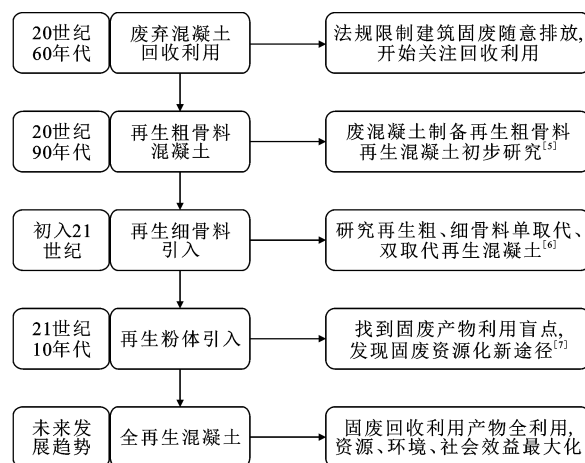 20世纪
60年代
废弃混凝土
回收利用
法规限制建筑固废随意排放,
开始关注回收利用
20世纪
90年代
再生粗骨料
混凝土
废混凝土制备再生粗骨料
再生混凝土初步研究[5]
初入21
世纪
再生细骨料
引入
研究再生粗、细骨料单取代、
双取代再生混凝土[6]
21世纪
10年代
再生粉体引入
找到固废产物利用盲点,
发现固废资源化新途径[7]
未来发
展趋势
全再生混凝土
固废回收利用产物全利用,
资源、环境、社会效益最大化